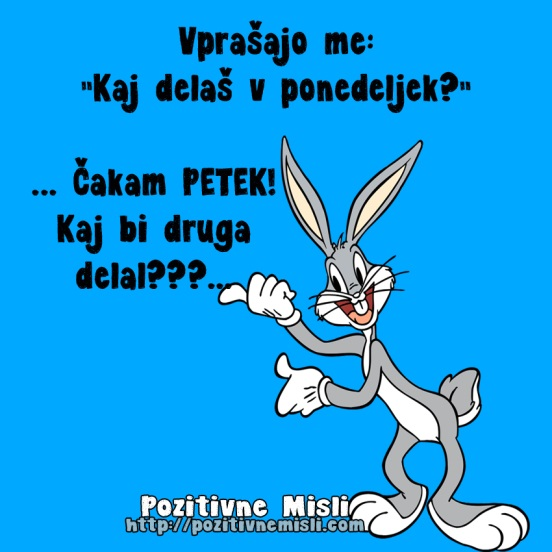 Vprašajo me:
"Kaj delaš v ponedeljek?"
... Čakam PETEK!
Kaj bi druga
delal???...
Pozitivne Misli
http://pozitivnemisli.com